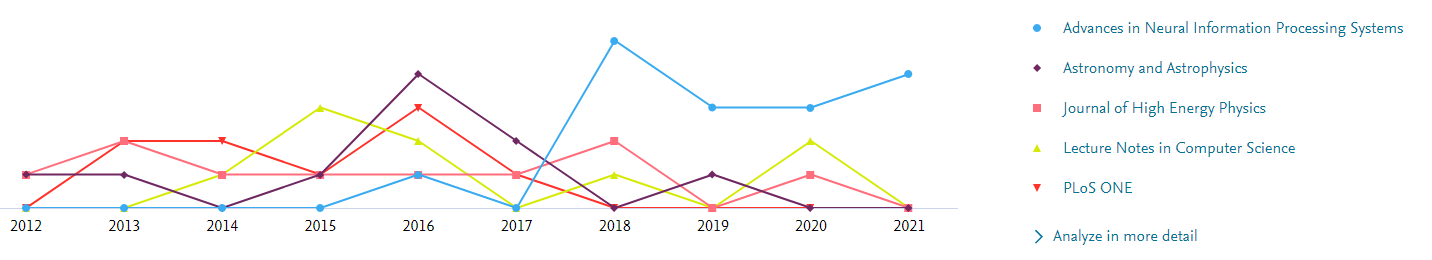 2012 2013 2014 2015 2016 2017 2018 2019 2020 2021
Advances in Neural Information Processing Systems
Astronomy and Astrophysics
Journal of High Energy Physics
Lecture Notes in Computer Science
PLoS ONE
Analyze in more detail